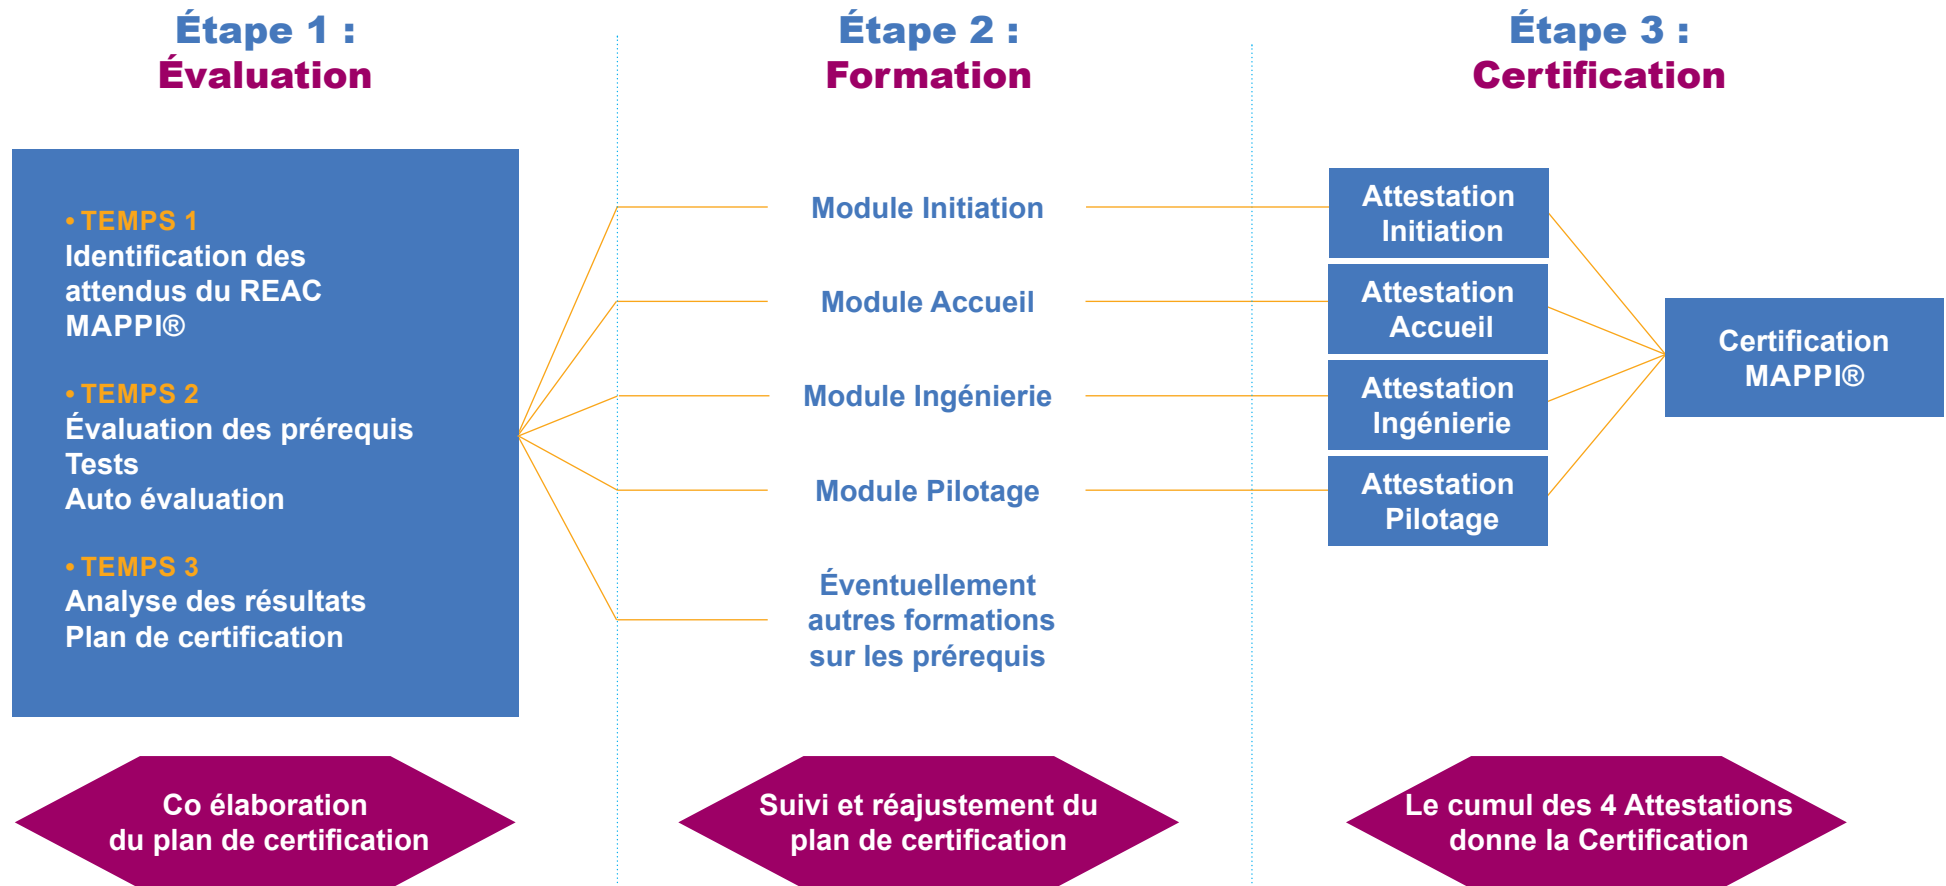 Étape 1 :
Évaluation
• TEMPS 1
Identification des
attendus du REAC
MAPPI®
• TEMPS 2
Évaluation des prérequis
Tests
Auto évaluation
• TEMPS 3
Analyse des résultats
Plan de certification
Co élaboration
du plan de certification
Étape 2 :
Formation
Module Initiation
Module Accueil
Module Ingénierie
Module Pilotage
Éventuellement
autres formations
sur les prérequis
Suivi et réajustement du
plan de certification
Étape 3 :
Certification
Attestation
Initiation
Attestation
Accueil
Attestation
Ingénierie
Attestation
Pilotage
Certification
MAPPI®
Le cumul des 4 Attestations
donne la Certification